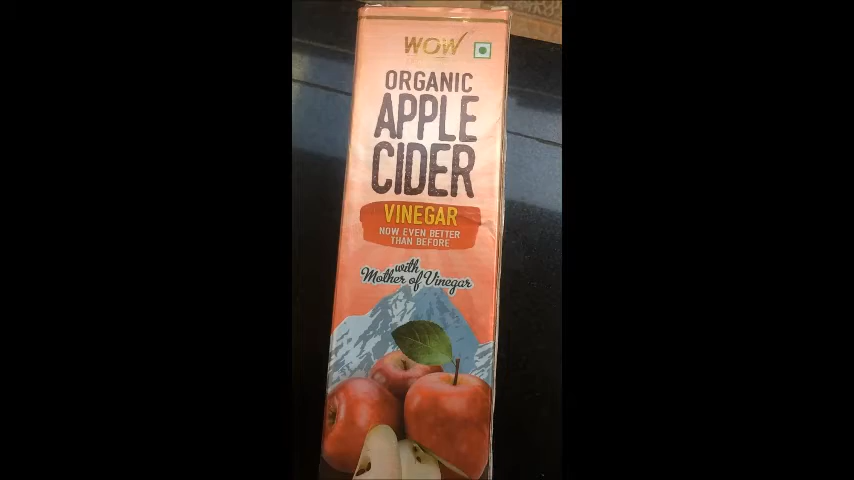 WOW
ORGANIC
APPLE
CIDER
VINEGAR
NOW EVEN BETTER
THAN BEFORE
with
Mother of Vinegar